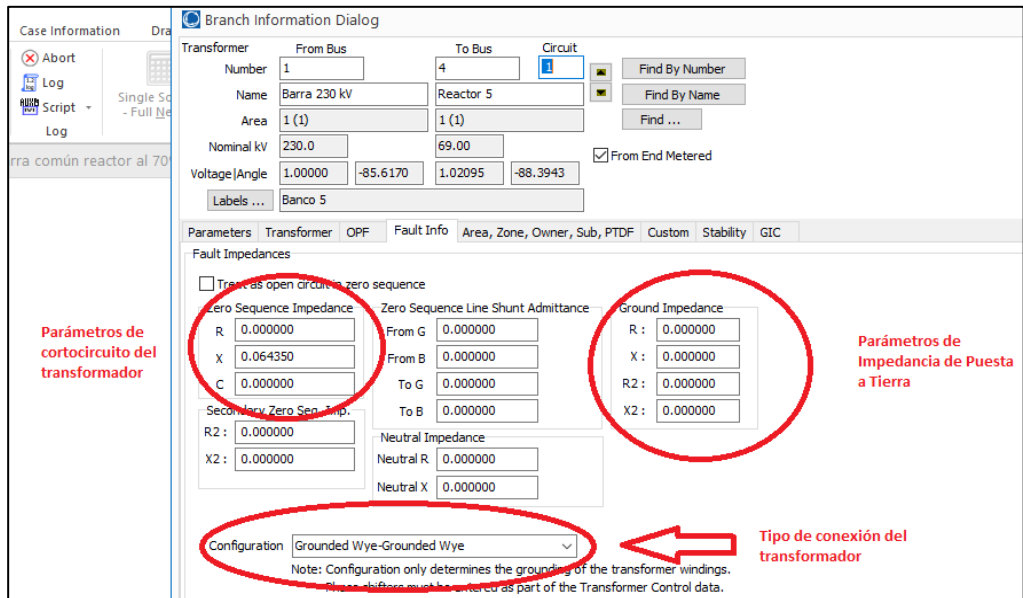 Case Information Dra
Abort
Log
Script
Log
Single So
- Full Ne
rra común reactor al 70%
Branch Information Dialog
Transformer From Bus To Bus Circuit
Number 1 4 1 Find By Number
Name Barra 230 kV Reactor 5 Find By Name
Area 1 (1) 1 (1) Find ...
Nominal kV 230.0 69.00 From End Metered
Voltage|Angle 1.00000 -85.6170 1.02095 -88.3943
Labels ... Banco 5
Parameters Transformer OPF Fault Info Area, Zone, Owner, Sub, PTDF Custom Stability GIC
Fault Impedances
Treat as open circuit in zero sequence
Zero Sequence Impedance Zero Sequence Line Shunt Admittance Ground Impedance
R 0.000000 From G 0.000000 R : 0.000000
X 0.064350 From B 0.000000 X : 0.000000
C 0.000000 To G 0.000000 R2 : 0.000000
To B 0.000000 X2 : 0.000000
Secondary Zero Seq. Imp.
R2 : 0.000000
X2 : 0.000000
Neutral Impedance
Neutral R 0.000000
Neutral X 0.000000
Configuration Grounded Wye-Grounded Wye
Note: Configuration only determines the grounding of the transformer windings.
Phase shifters must be entered as part of the Transformer Control data.
Parámetros de
cortocircuito del
transformador
Parámetros de
Impedancia de Puesta
a Tierra
Tipo de conexión del
transformador